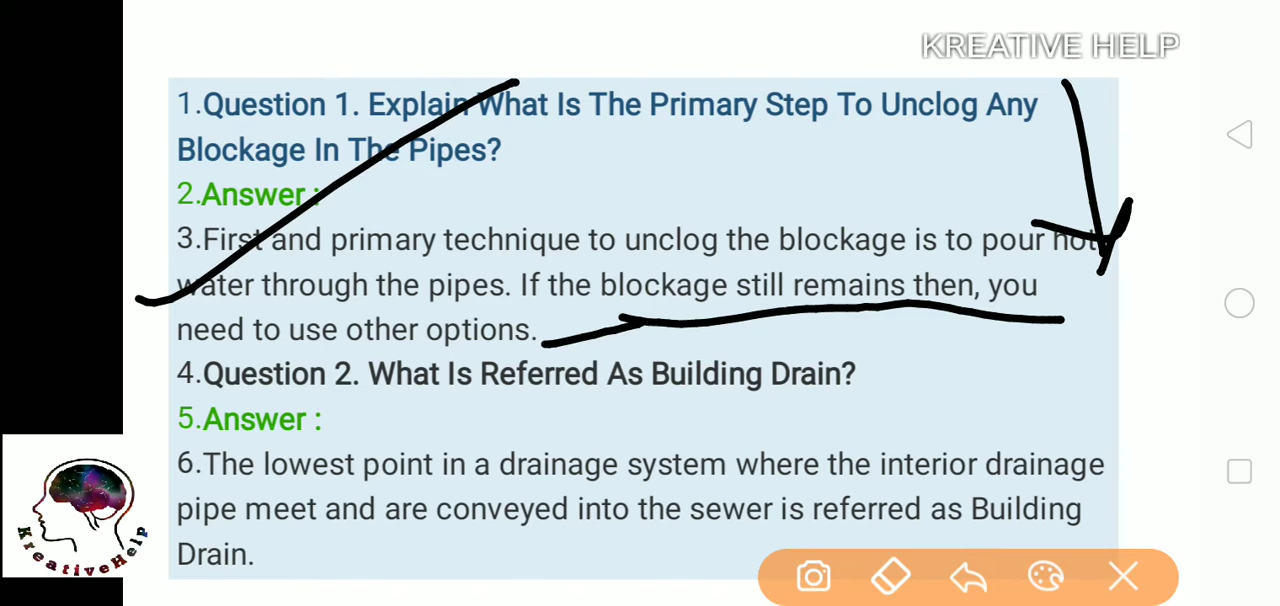 KREATIVE HELP
1.Question 1. Explain What Is The Primary Step To Unclog Any
Blockage In The Pipes?
2.Answer :
3.First and primary technique to unclog the blockage is to pour hot
water through the pipes. If the blockage still remains then, you
need to use other options.
4.Question 2. What Is Referred As Building Drain?
5.Answer :
6.The lowest point in a drainage system where the interior drainage
pipe meet and are conveyed into the sewer is referred as Building
Drain.
KreativeHelp